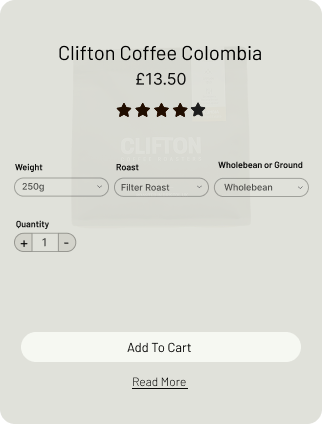 Clifton Coffee Colombia
£13.50
CLIFTON
Weight
Roast
Wholebean or Ground
250g
Filter Roast
Wholebean
Quantity
+ 1 -
Add To Cart
Read More